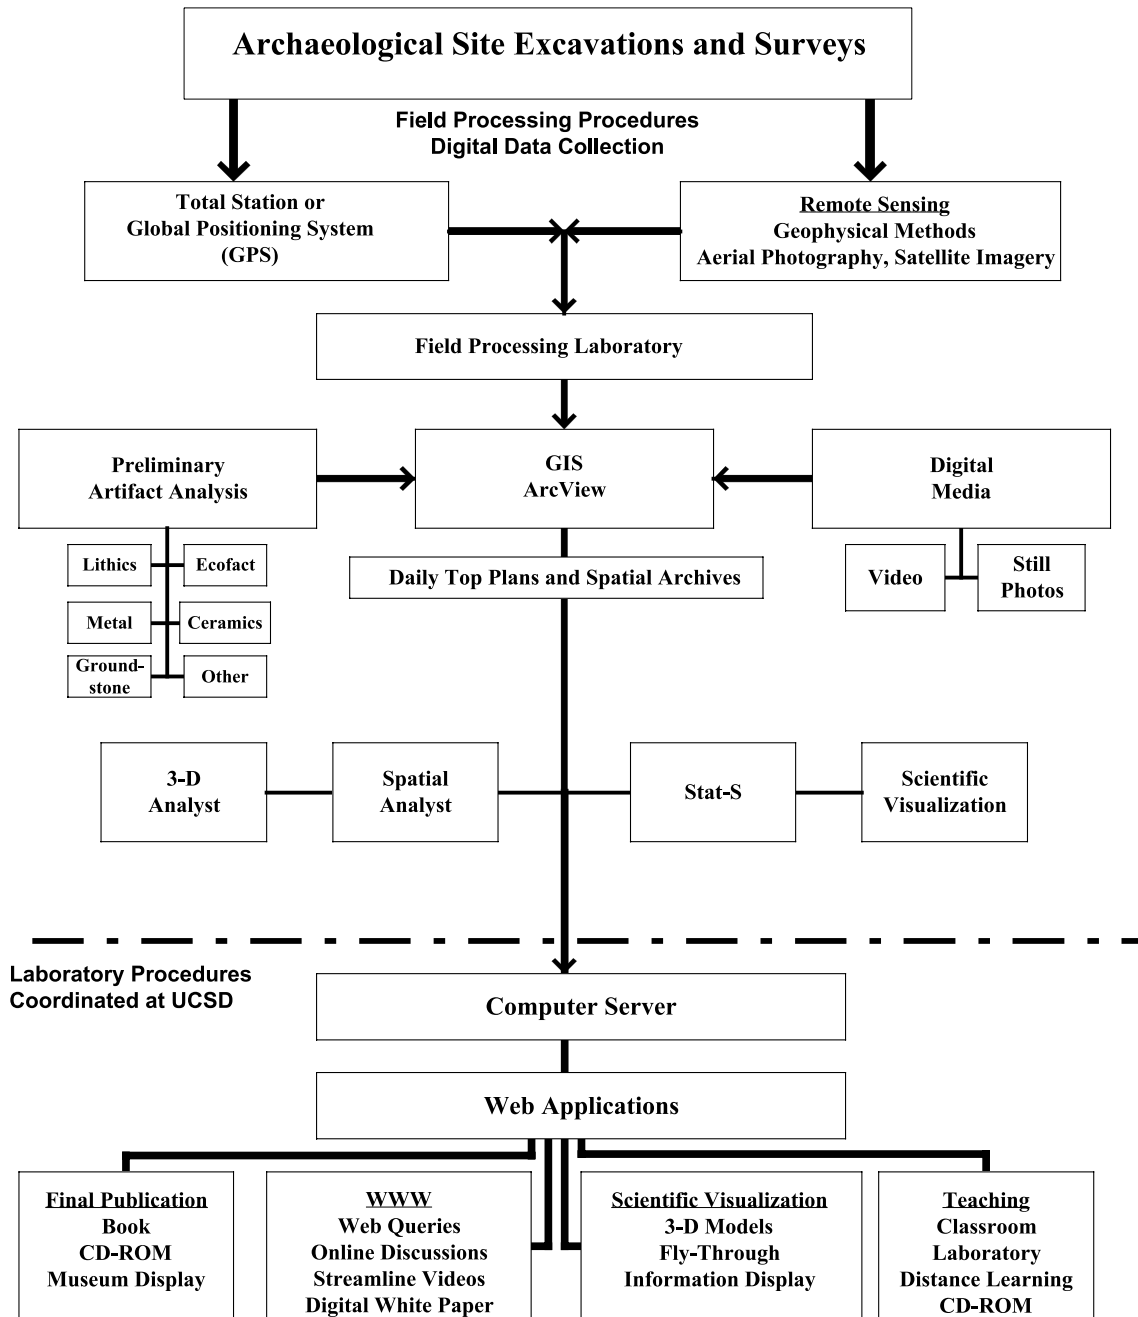 Archaeological Site Excavations and Surveys
Field Processing Procedures
Digital Data Collection
Total Station or
Global Positioning System
(GPS)
Remote Sensing
Geophysical Methods
Aerial Photography, Satellite Imagery
Field Processing Laboratory
Preliminary
Artifact Analysis
GIS
ArcView
Digital
Media
Lithics
Ecofact
Metal
Ceramics
Ground-
stone
Other
Daily Top Plans and Spatial Archives
Video
Still
Photos
3-D
Analyst
Spatial
Analyst
Stat-S
Scientific
Visualization
Laboratory Procedures
Coordinated at UCSD
Computer Server
Web Applications
Final Publication
Book
CD-ROM
Museum Display
WWW
Web Queries
Online Discussions
Streamline Videos
Digital White Paper
Scientific Visualization
3-D Models
Fly-Through
Information Display
Teaching
Classroom
Laboratory
Distance Learning
CD-ROM